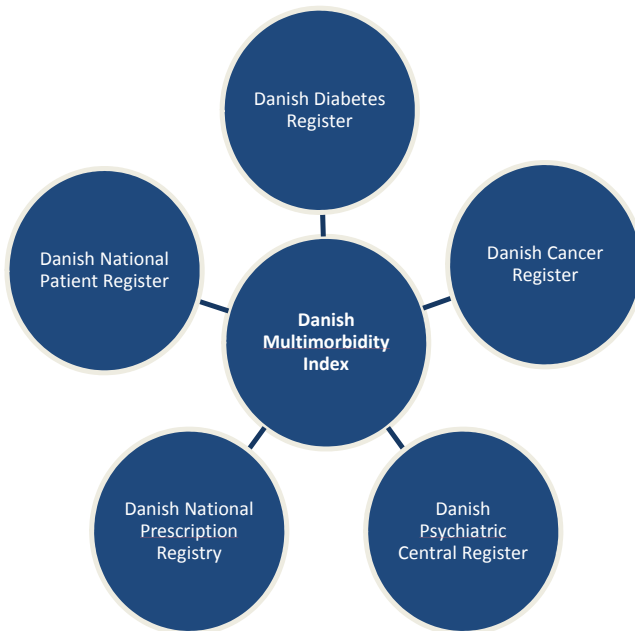 Danish Diabetes
Register
Danish National
Patient Register
Danish Cancer
Register
Danish
Multimorbidity
Index
Danish National
Prescription
Registry
Danish
Psychiatric
Central Register